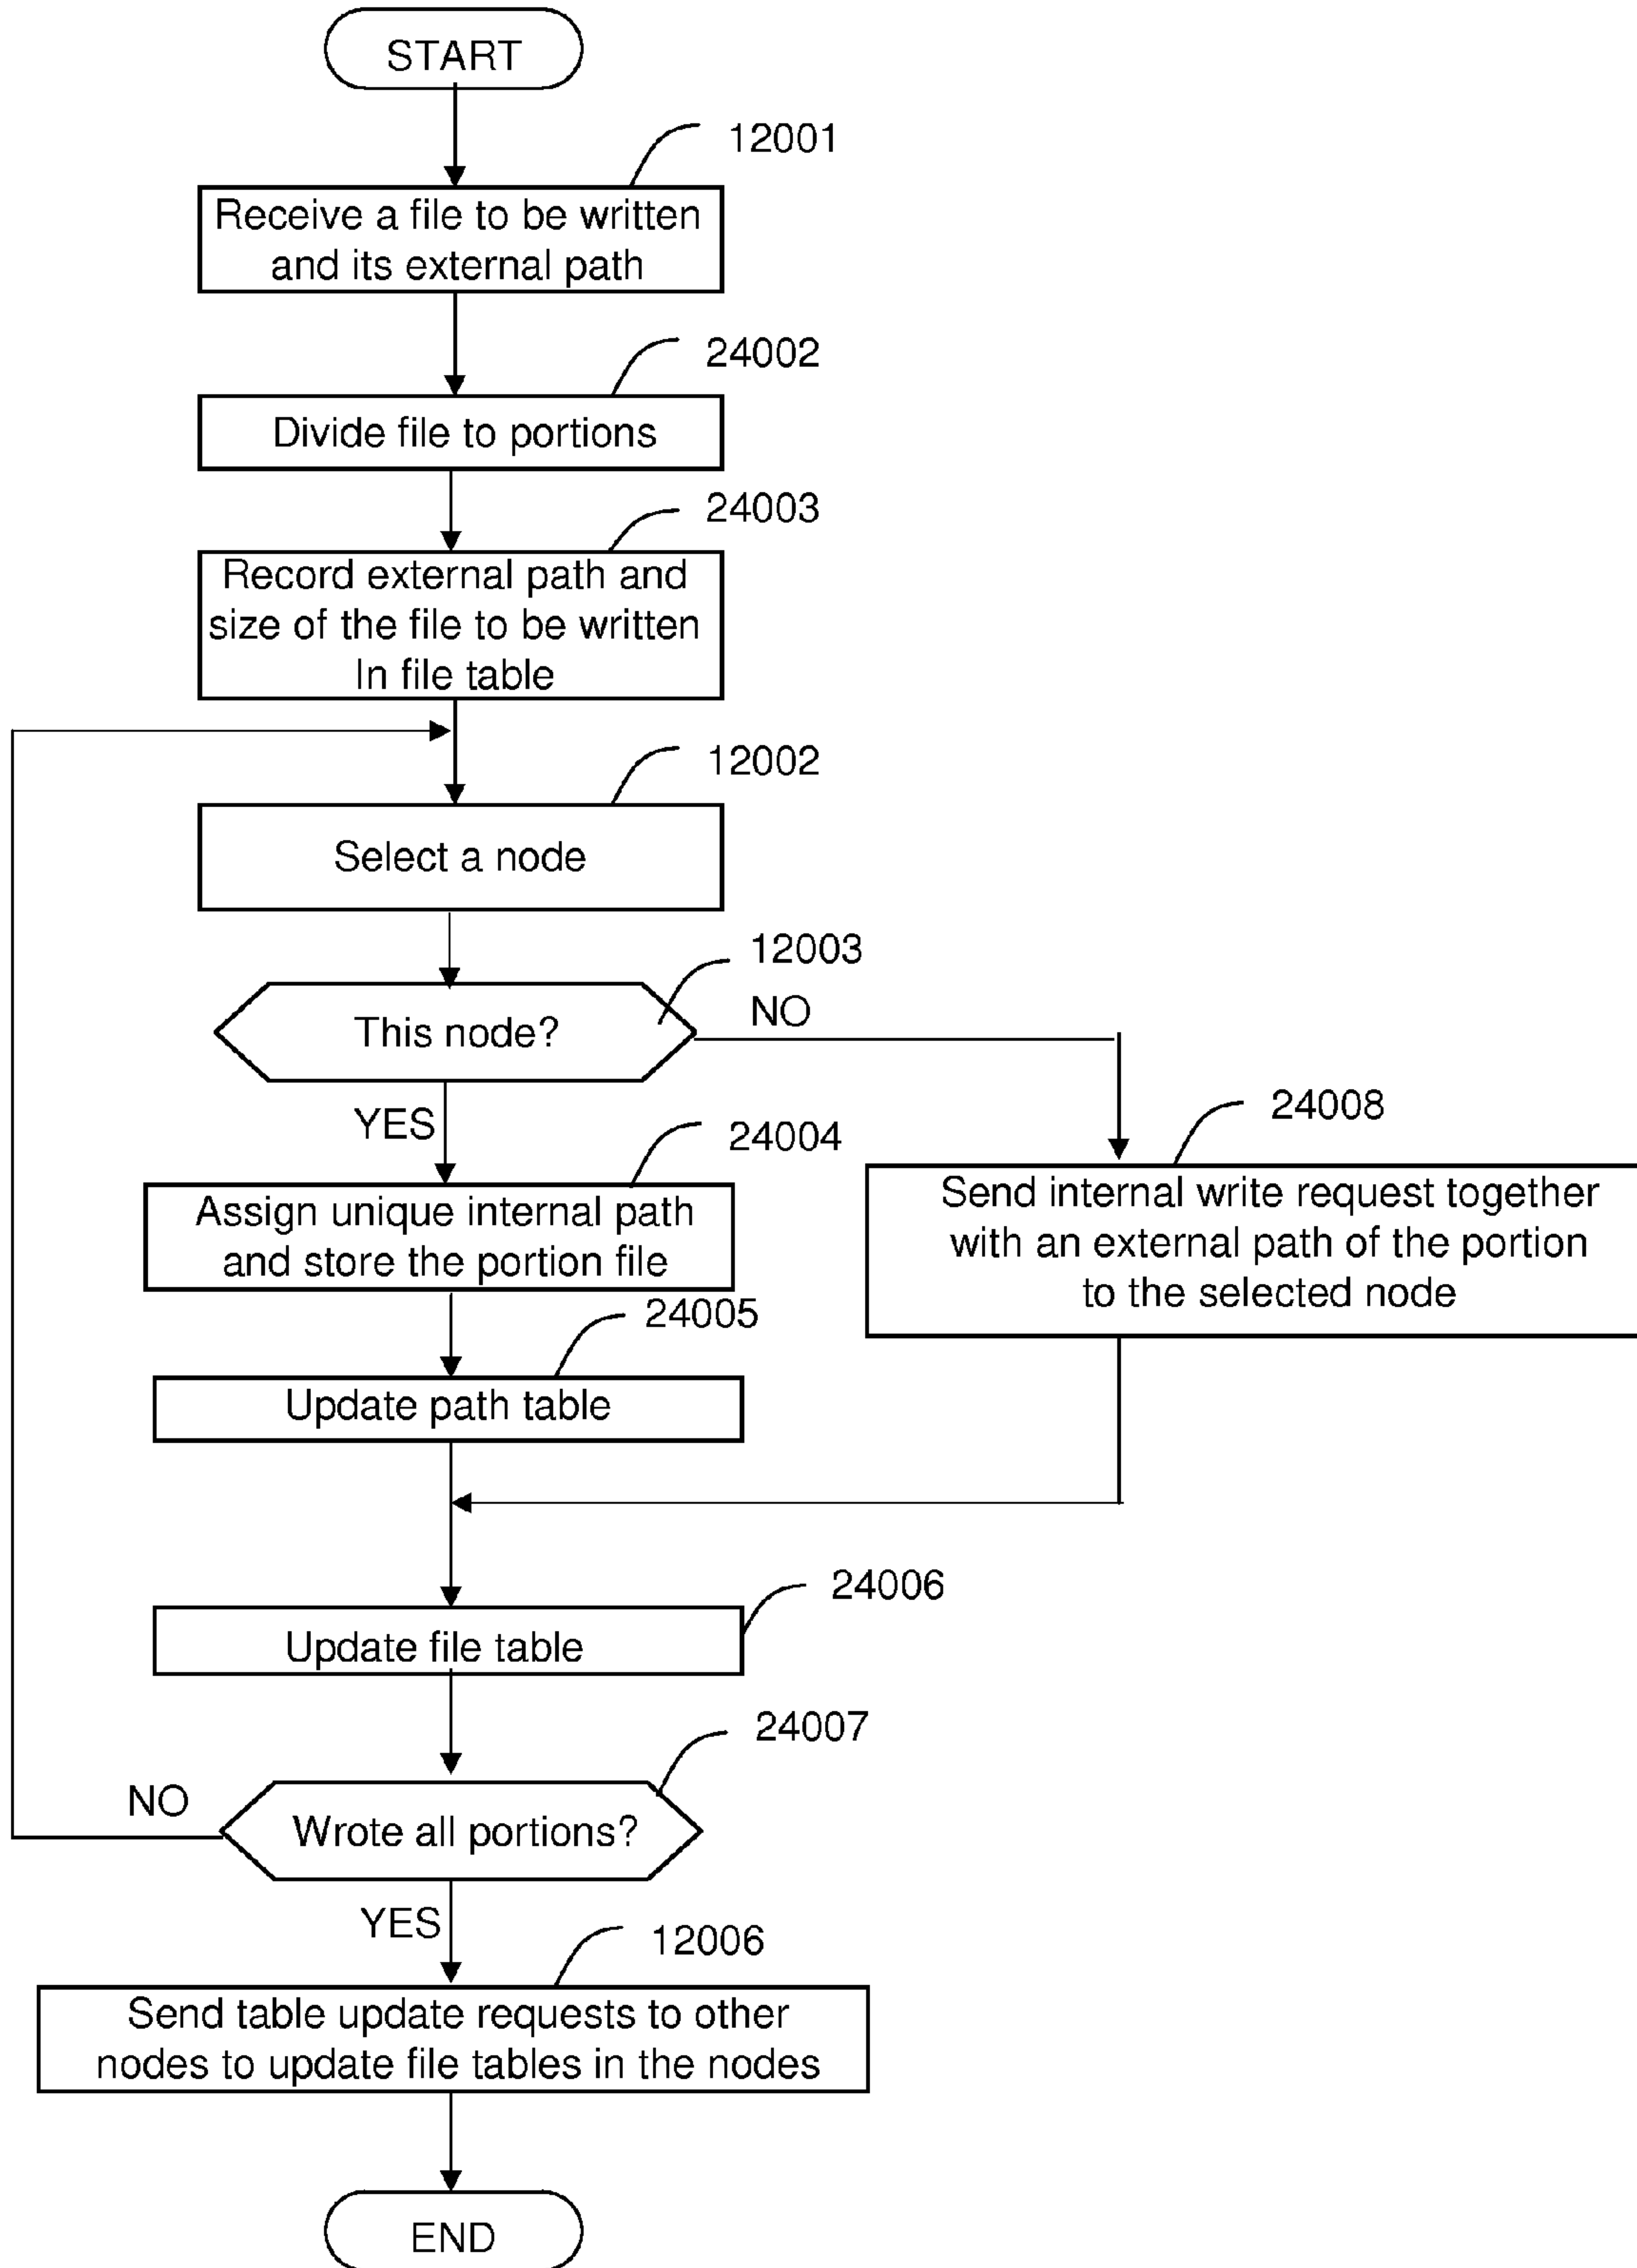 START
12001
Receive a file to be written
and its external path
24002
Divide file to portions
24003
Record external path and
size of the file to be written
In file table
12002
Select a node
12003
This node?
NO
YES
24004
Assign unique internal path
and store the portion file
24008
Send internal write request together
with an external path of the portion
to the selected node
24005
Update path table
24006
Update file table
24007
NO
Wrote all portions?
YES
12006
Send table update requests to other
nodes to update file tables in the nodes
END